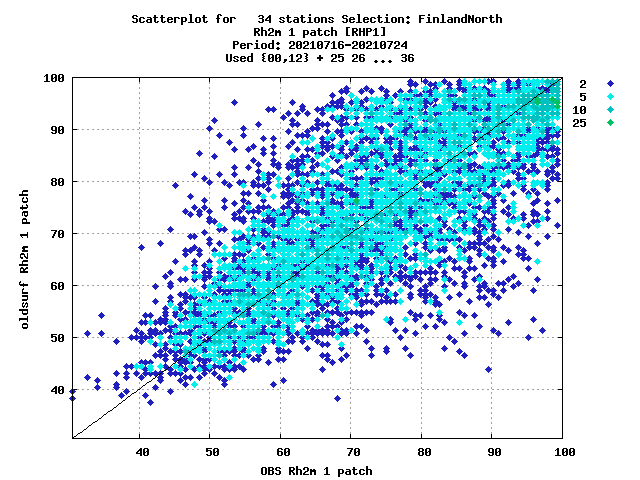 Scatterplot for   34 stations Selection: FinlandNorth
Rh2m 1 patch [RHP1]
Period: 20210716-20210724
Used {00,12} + 25 26 ... 36
2
5
10
25
100
90
80
70
60
50
40
oldsurf Rh2m 1 patch
40 50 60 70 80 90 100
OBS Rh2m 1 patch